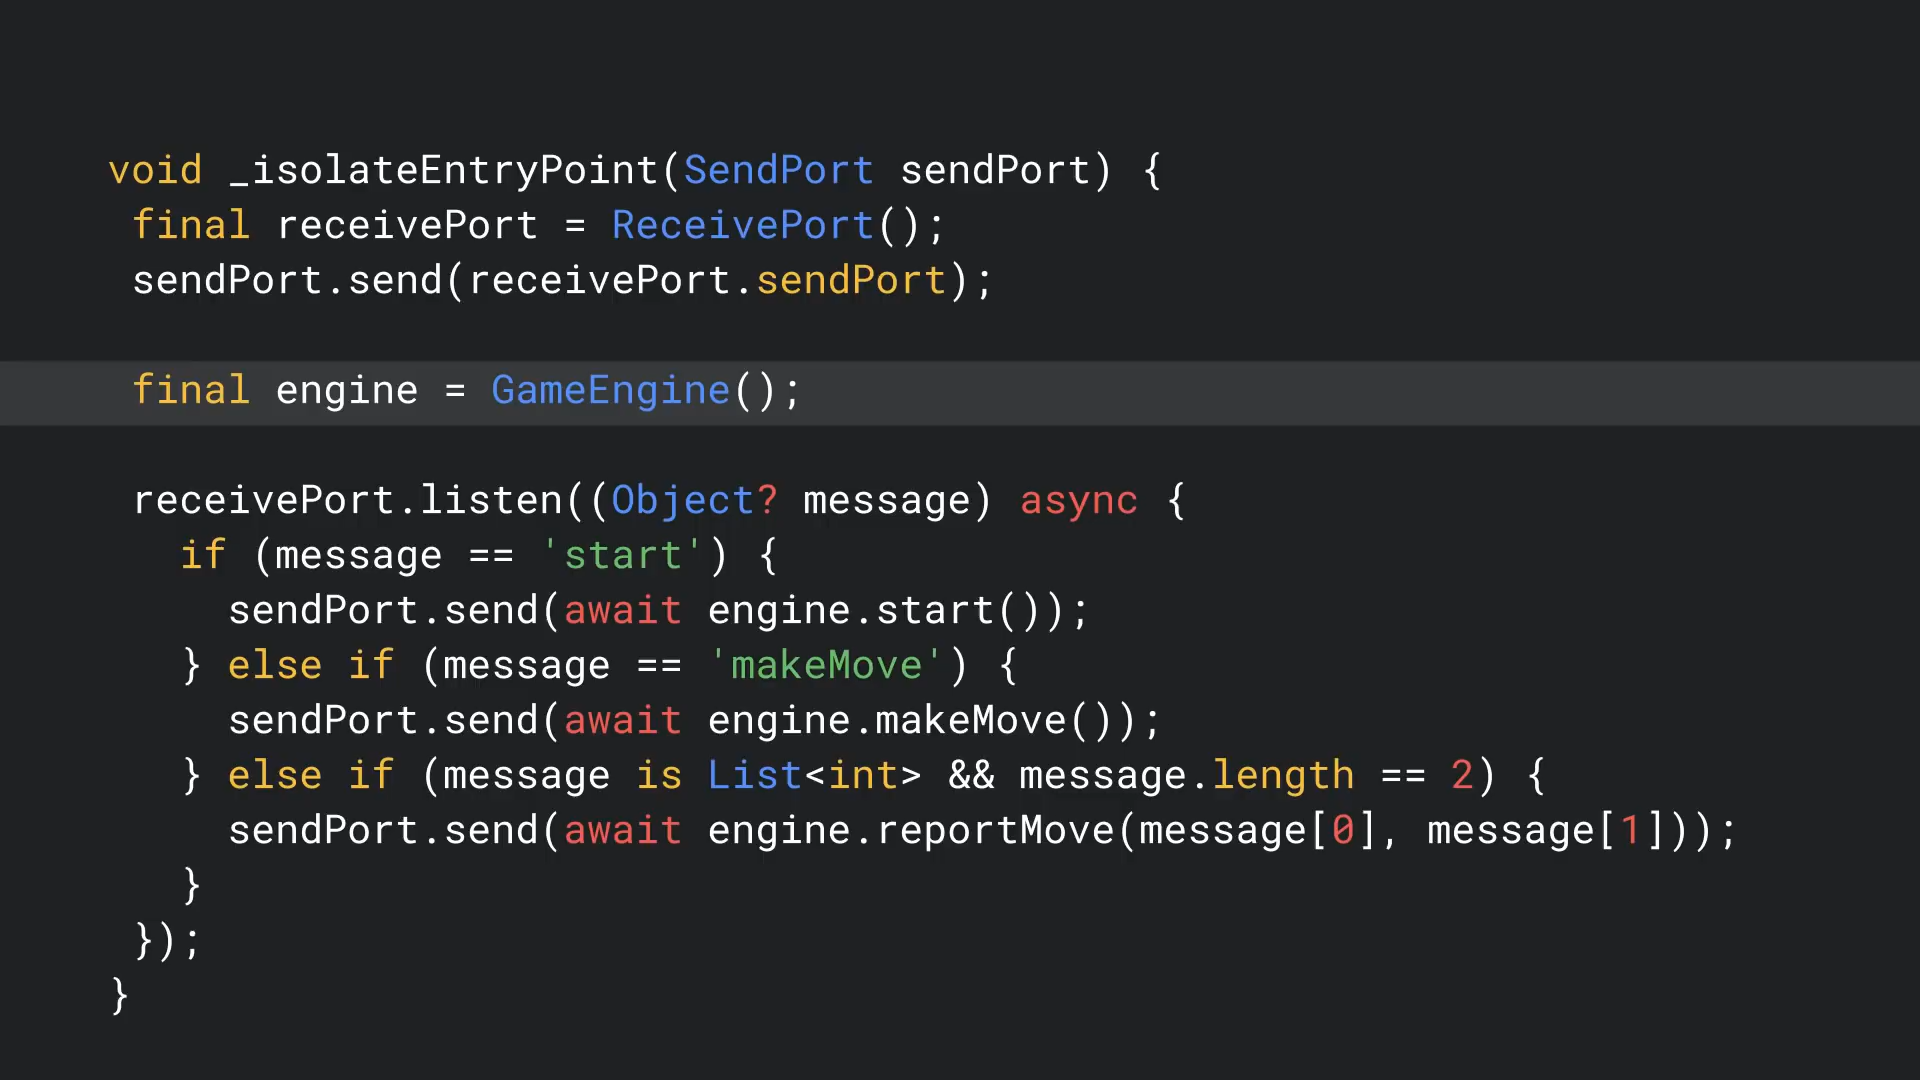 void _isolateEntryPoint(SendPort sendPort) {
final receivePort = ReceivePort();
sendPort.send(receivePort.sendPort);
final engine = GameEngine();
receivePort.listen((Object? message) async {
if (message == 'start') {
sendPort.send(await engine.start());
} else if (message == 'makeMove') {
sendPort.send(await engine.makeMove());
} else if (message is List<int> && message.length == 2) {
sendPort.send(await engine.reportMove(message[0], message[1]));
}
});
}